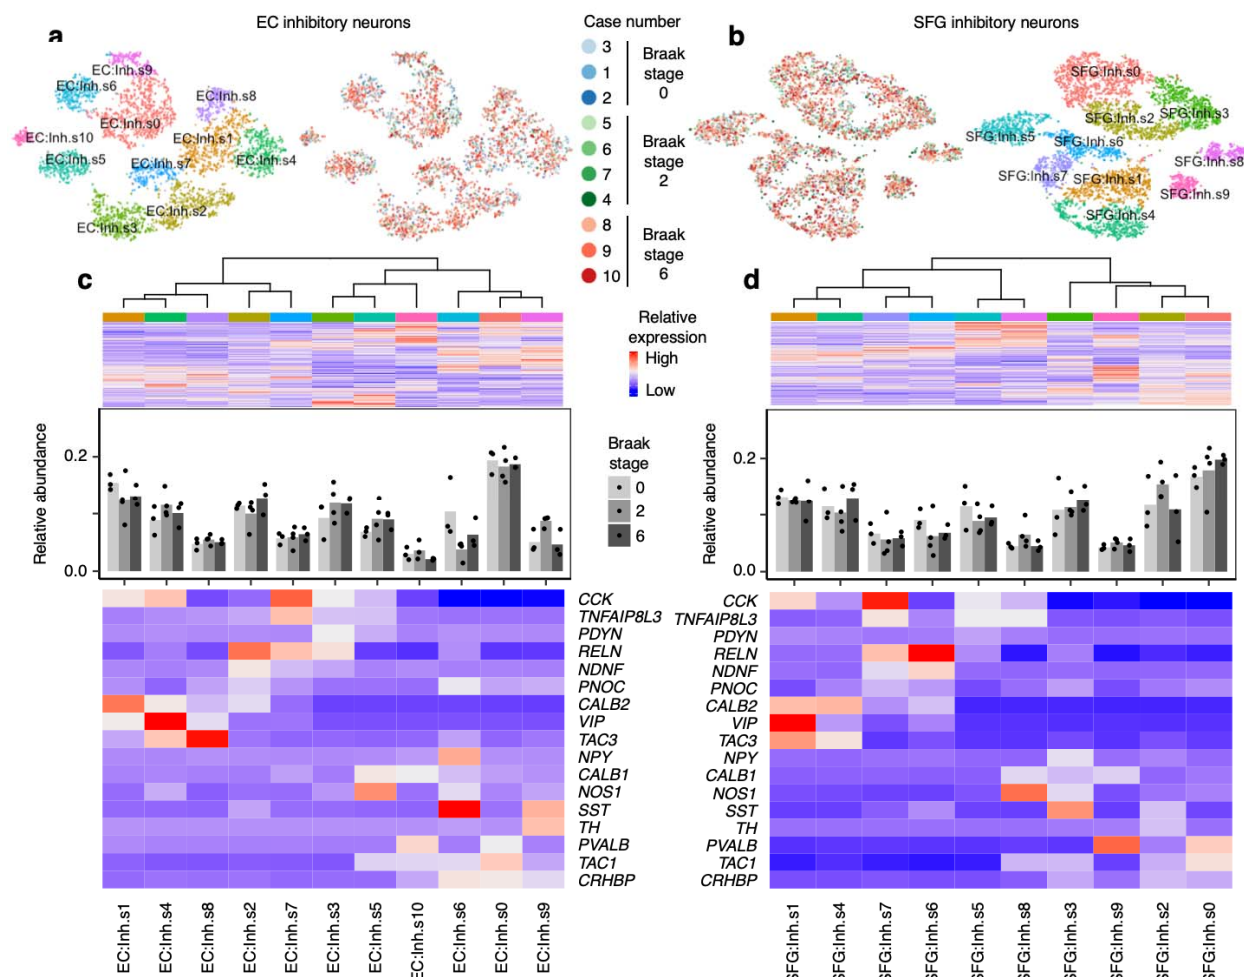 a
EC inhibitory neurons
Case number
b
SFG inhibitory neurons
EC:Inh.s9
EC:Inh.s6
EC:Inh.s8
EC:Inh.s0
EC:Inh.s10
EC:Inh.s1
EC:Inh.s5
EC:Inh.s7
EC:Inh.s4
EC:Inh.s2
EC:Inh.s3
3
1
2
Braak
stage
0
5
6
7
4
Braak
stage
2
8
9
10
Braak
stage
6
SFG:Inh.s0
SFG:Inh.s2
SFG:Inh.s3
SFG:Inh.s5
SFG:Inh.s6
SFG:Inh.s8
SFG:Inh.s7
SFG:Inh.s1
SFG:Inh.s9
SFG:Inh.s4
c
Relative
expression
High
Low
d
Relative abundance
0.2
0.0
Braak
stage
0
2
6
Relative abundance
0.2
0.0
CCK
TNFAIP8L3
PDYN
RELN
NDNF
PNOC
CALB2
VIP
TAC3
NPY
CALB1
NOS1
SST
TH
PVALB
TAC1
CRHBP
CCK
TNFAIP8L3
PDYN
RELN
NDNF
PNOC
CALB2
VIP
TAC3
NPY
CALB1
NOS1
SST
TH
PVALB
TAC1
CRHBP
EC:Inh.s1
EC:Inh.s4
EC:Inh.s8
EC:Inh.s2
EC:Inh.s7
EC:Inh.s3
EC:Inh.s5
EC:Inh.s10
EC:Inh.s6
EC:Inh.s0
EC:Inh.s9
SFG:Inh.s1
SFG:Inh.s4
SFG:Inh.s7
SFG:Inh.s6
SFG:Inh.s5
SFG:Inh.s8
SFG:Inh.s3
SFG:Inh.s9
SFG:Inh.s2
SFG:Inh.s0